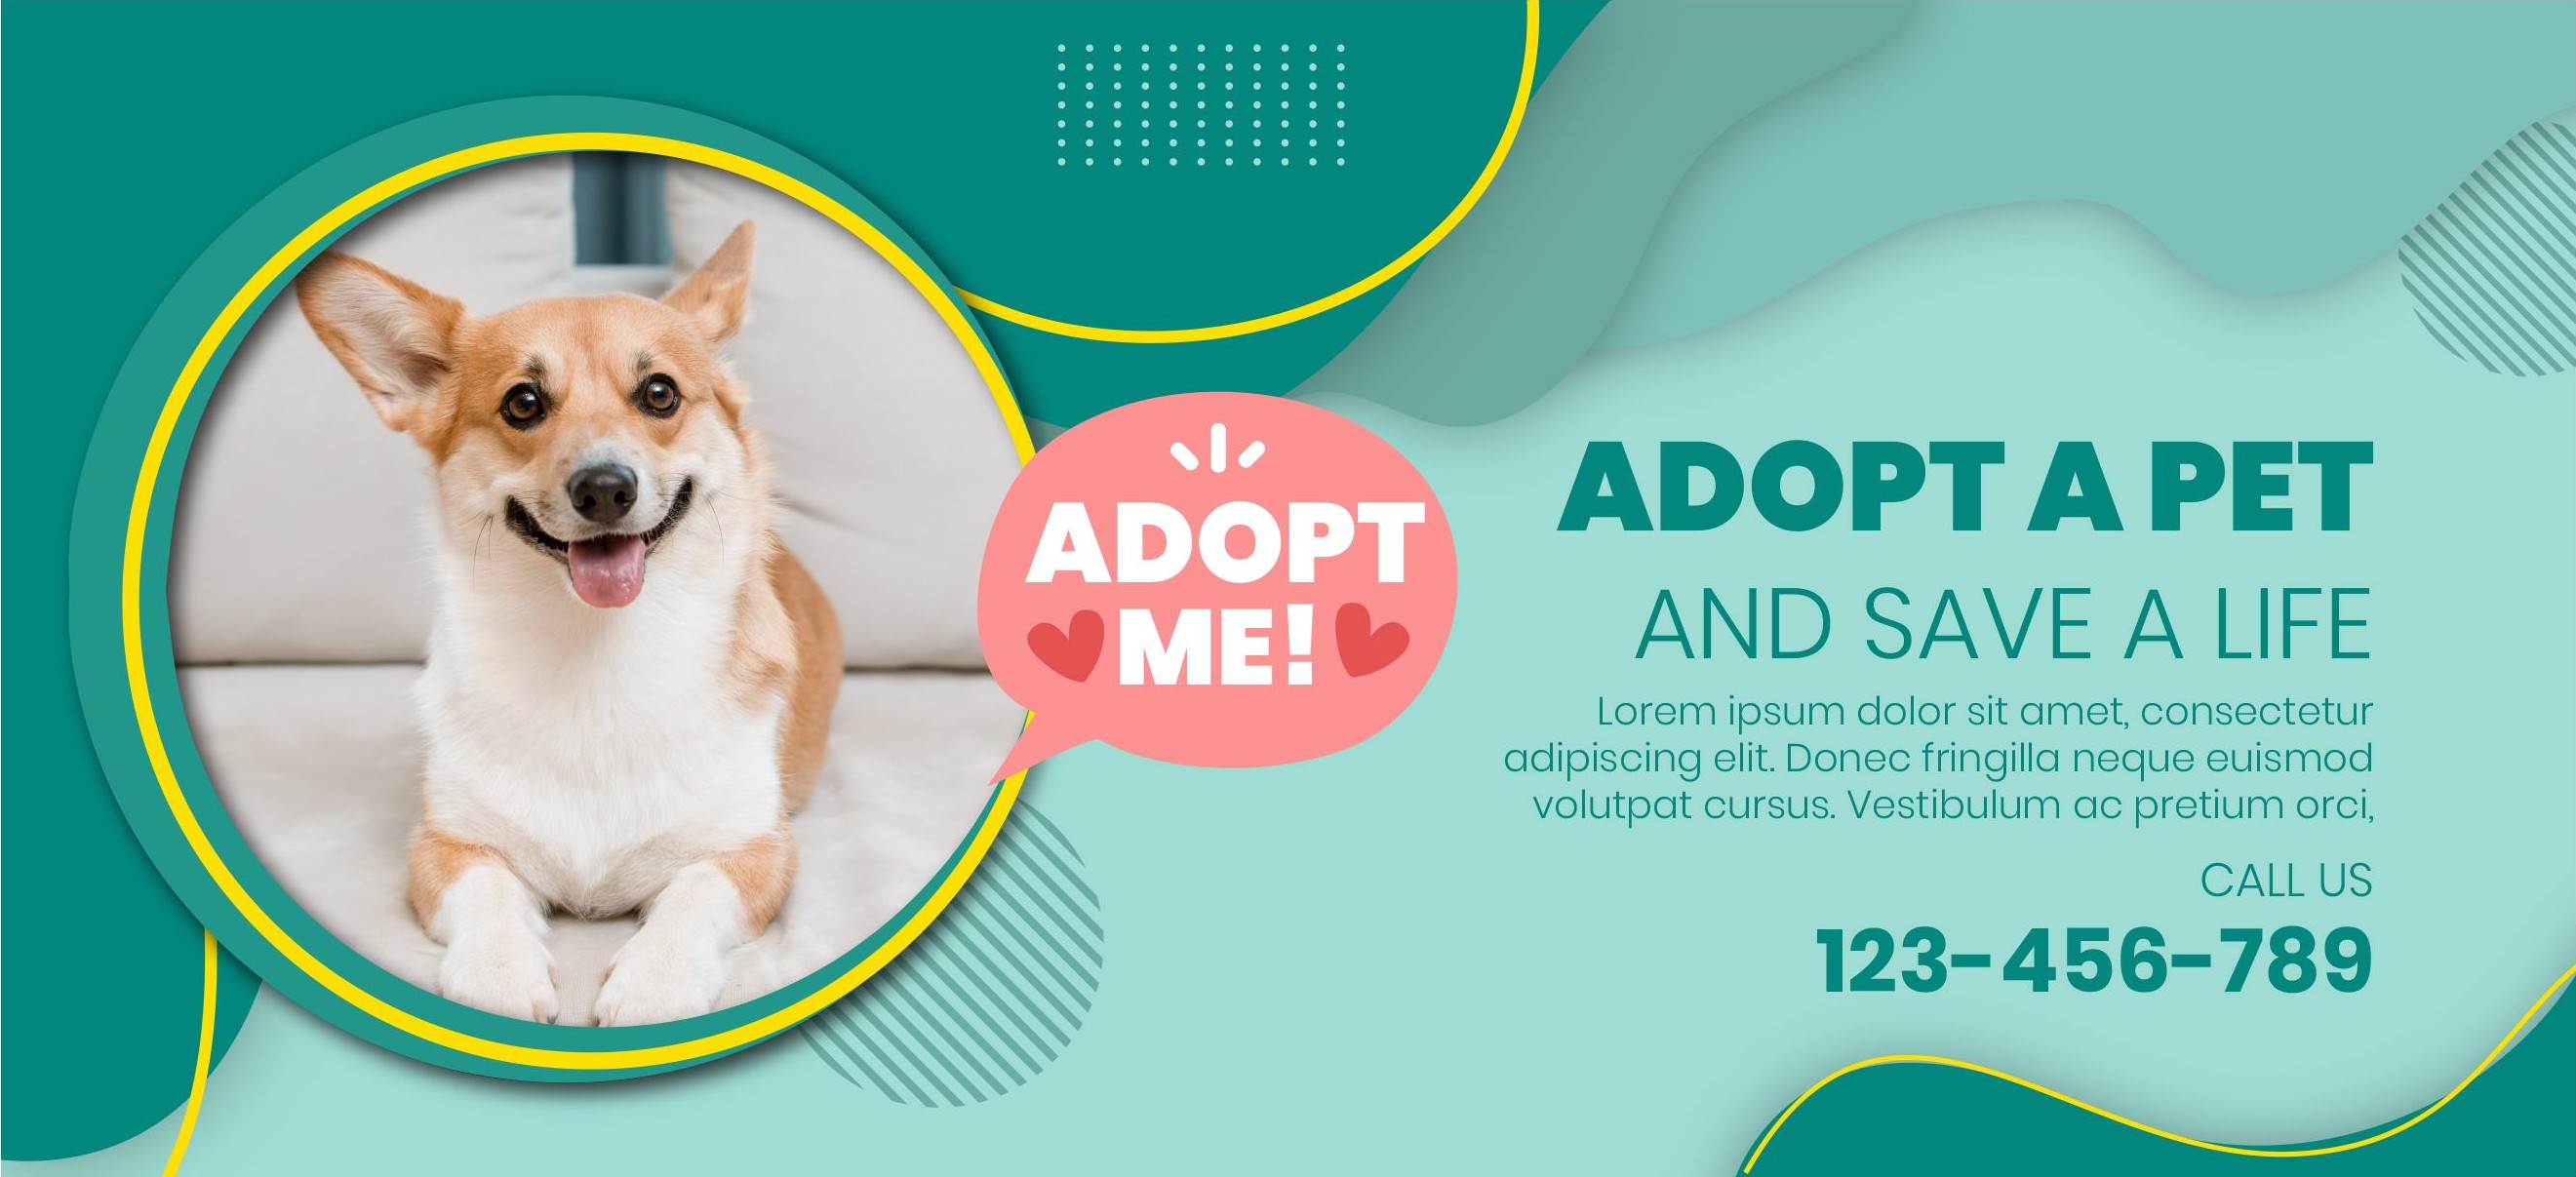 ADOPT
ME!
ADOPT A PET
AND SAVE A LIFE
Lorem ipsum dolor sit amet, consectetur
adipiscing elit. Donec fringilla neque euismod
volutpat cursus. Vestibulum ac pretium orci,
CALL US
123-456-789